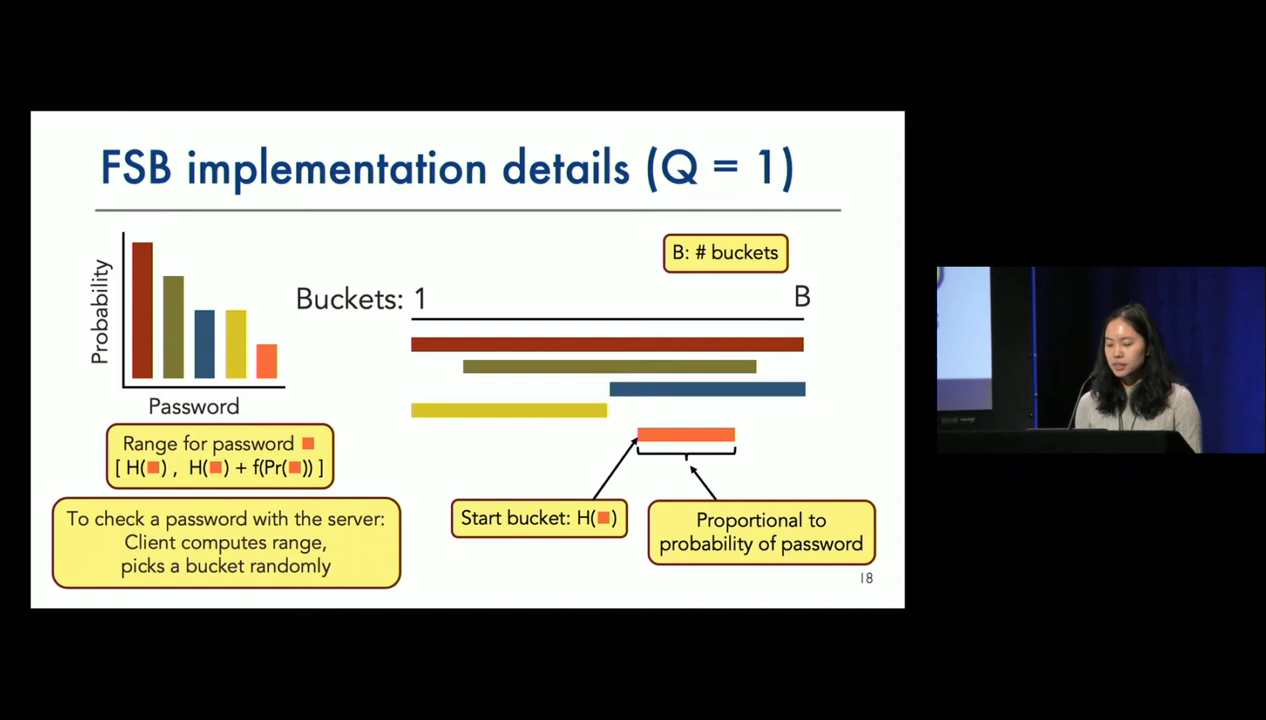 FSB implementation details (Q = 1)
Probability
Password
B: # buckets
Buckets: 1
B
Range for password
[ H( ) , H( ) + f(Pr( )) ]
To check a password with the server:
Client computes range,
picks a bucket randomly
Start bucket: H( )
Proportional to
probability of password
18